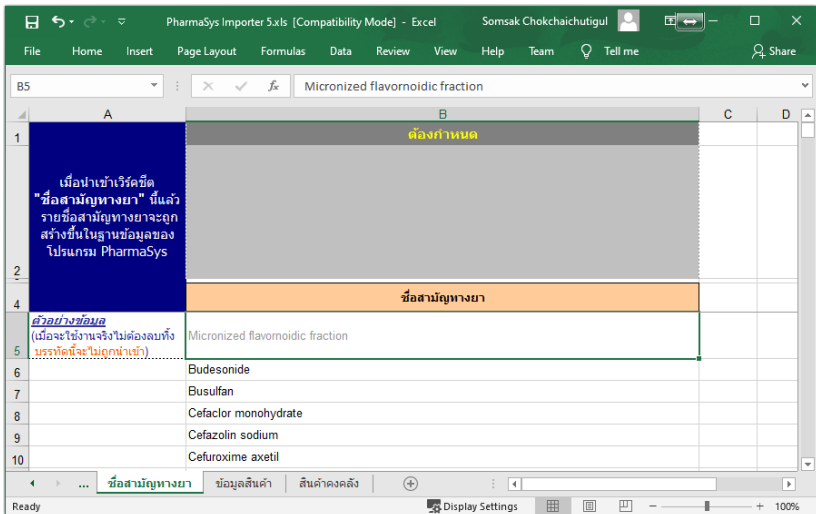 PharmaSys Importer 5.xls [Compatibility Mode] - Excel
Somsak Chokchaichutigul
File Home Insert Page Layout Formulas Data Review View Help Team Tell me Share
B5 fx Micronized flavornoidic fraction
A B C D
1 ต้องกำหนด
เมื่อนำเข้าเวิร์คชีต
"ชื่อสามัญทางยา" นี้แล้ว
รายชื่อสามัญทางยาจะถูก
สร้างขึ้นในฐานข้อมูลของ
โปรแกรม PharmaSys
2
4 ชื่อสามัญทางยา
ตัวอย่างข้อมูล
(เมื่อจะใช้งานจริงไม่ต้องลบทิ้ง
บรรทัดนี้จะไม่ถูกนำเข้า)
5 Micronized flavornoidic fraction
6 Budesonide
7 Busulfan
8 Cefaclor monohydrate
9 Cefazolin sodium
10 Cefuroxime axetil
... ชื่อสามัญทางยา ข้อมูลสินค้า สินค้าคงคลัง
Ready Display Settings 100%